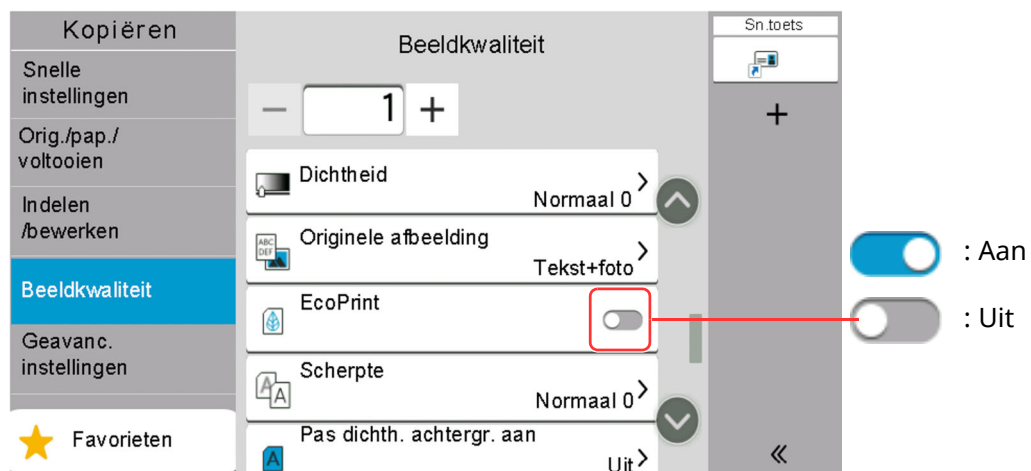 Kopiëren
Snelle
instellingen
Orig./pap./
voltooien
Indelen
/bewerken
Beeldkwaliteit
Geavanc.
instellingen
Favorieten
Beeldkwaliteit
1
Dichtheid
Normaal 0
Originele afbeelding
Tekst+foto
EcoPrint
Scherpte
Normaal 0
Pas dichth. achtergr. aan
Uit
Sn.toets
: Aan
: Uit